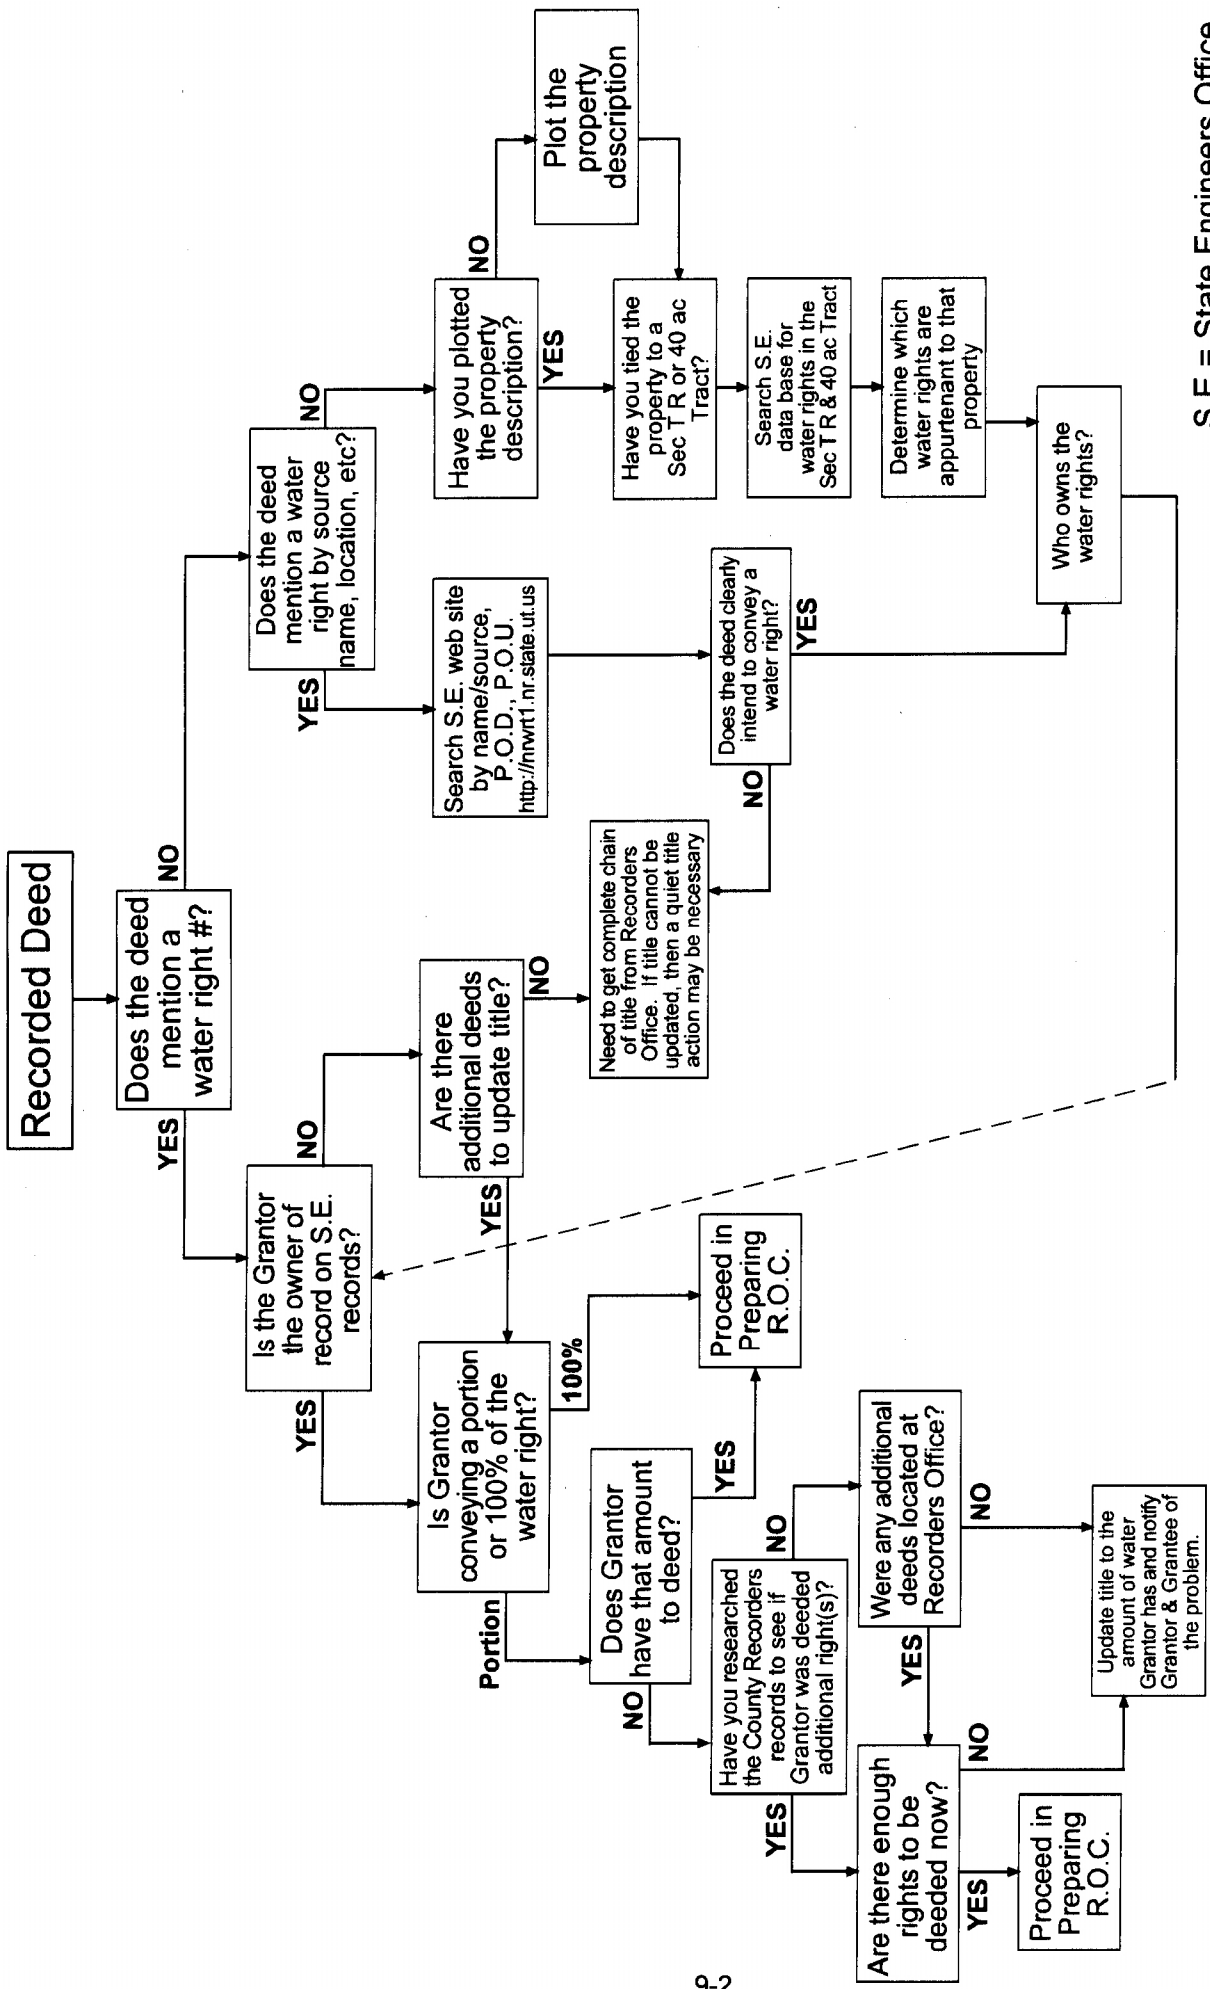 Recorded Deed
Does the deed
mention a
water right #?
YES
NO
Is the Grantor
the owner of
record on S.E.
records?
YES
NO
Does the deed
mention a water
right by source
name, location, etc?
YES
NO
Is Grantor
conveying a portion
or 100% of the
water right?
Portion
100%
Are there
additional deeds
to update title?
YES
NO
Search S.E. web site
by name/source,
P.O.D., P.O.U.
http://nrwrt1.nr.state.ut.us
Have you plotted
the property
description?
YES
NO
Plot the
property
description
Does Grantor
have that amount
to deed?
NO
YES
Need to get complete chain
of title from Recorders
Office. If title cannot be
updated, then a quiet title
action may be necessary
Have you tied the
property to a
Sec T R or 40 ac
Tract?
Have you researched
the County Recorders
records to see if
Grantor was deeded
additional right(s)?
YES
NO
Proceed in
Preparing
R.O.C.
Does the deed clearly
intend to convey a
water right?
NO
YES
Search S.E.
data base for
water rights in the
Sec T R & 40 ac Tract
Are there enough
rights to be
deeded now?
YES
NO
Were any additional
deeds located at
Recorders Office?
YES
NO
Determine which
water rights are
appurtenant to that
property
Proceed in
Preparing
R.O.C.
Update title to the
amount of water
Grantor has and notify
Grantor & Grantee of
the problem.
Who owns the
water rights?
S.E = State Engineers Office
9-2